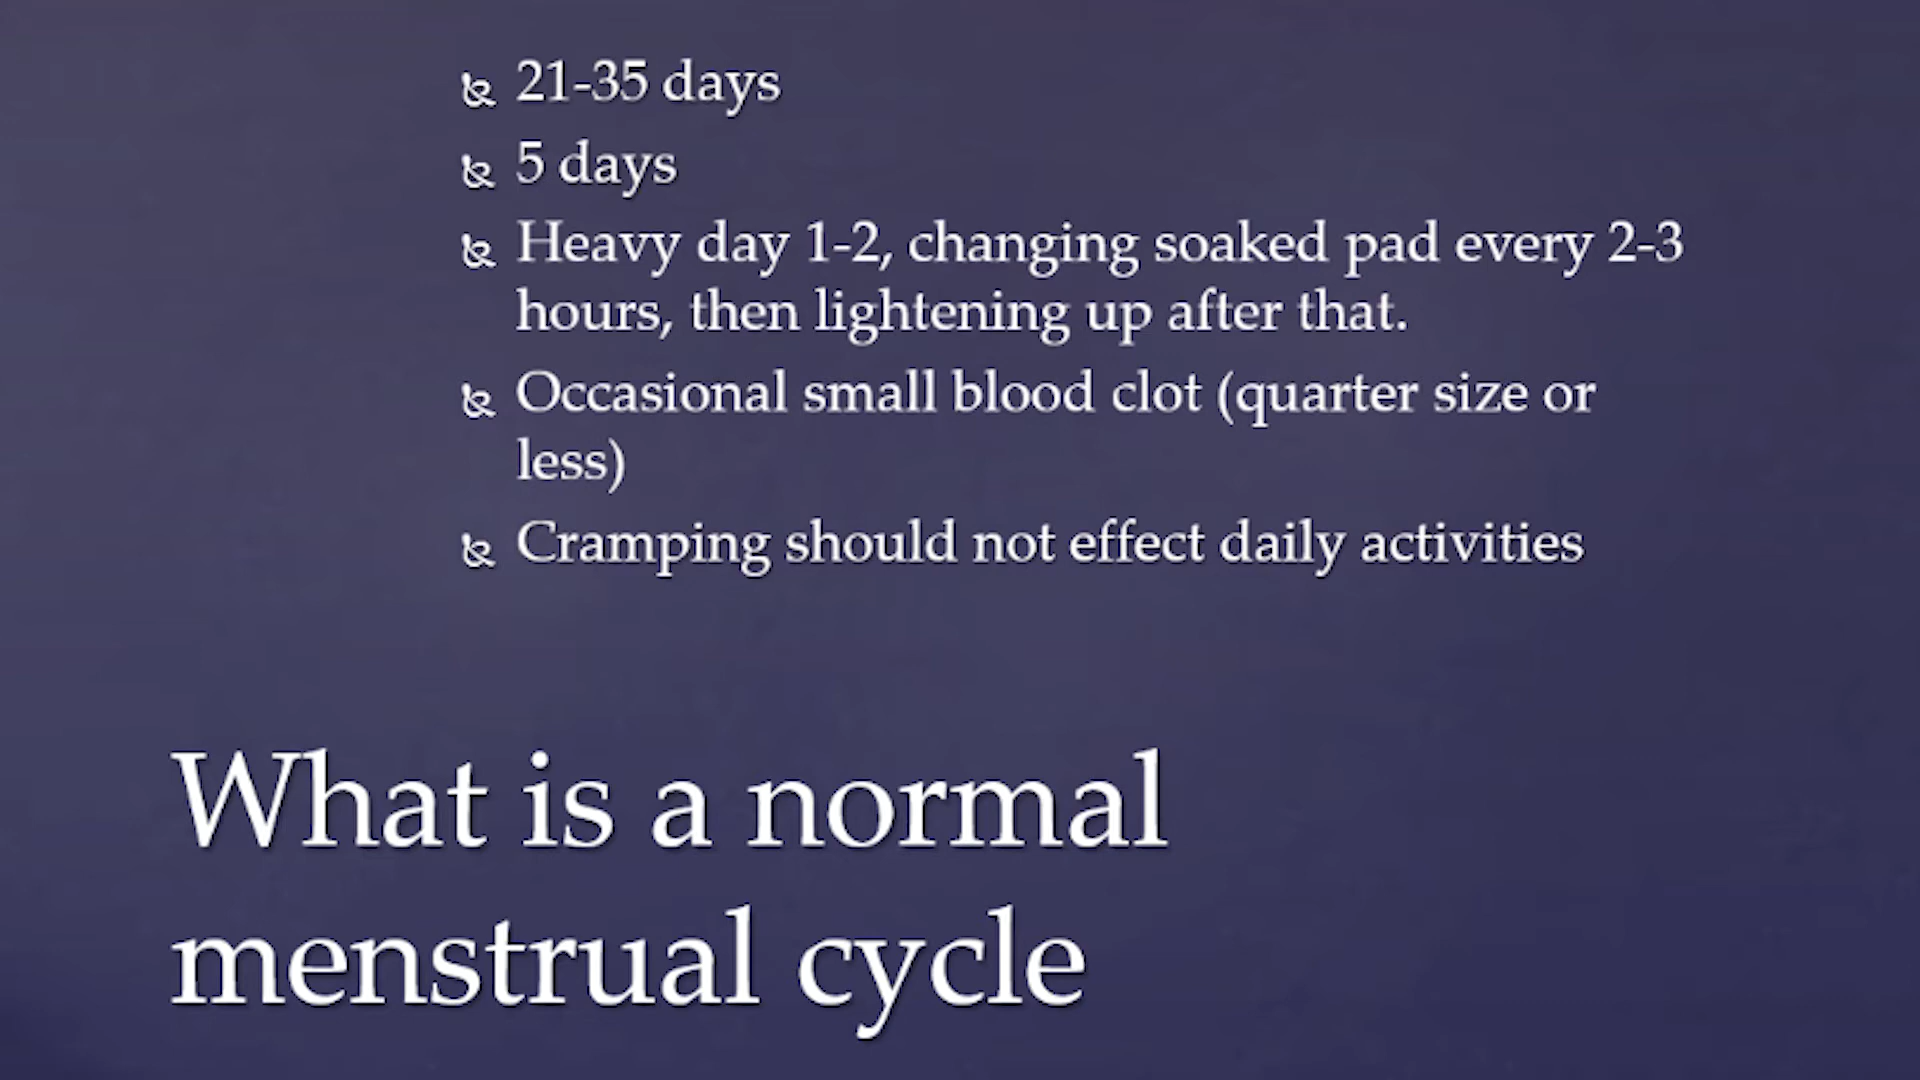 21-35 days
5 days
Heavy day 1-2, changing soaked pad every 2-3
hours, then lightening up after that.
Occasional small blood clot (quarter size or
less)
Cramping should not effect daily activities
What is a normal
menstrual cycle